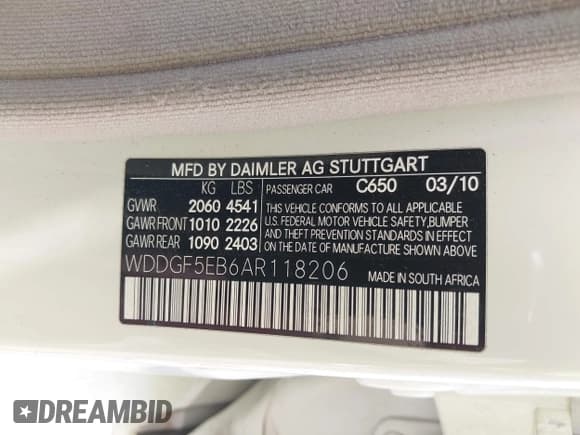 MFD BY DAIMLER AG STUTTGART
KG LBS
GVWR 2060 4541
GAWR FRONT 1010 2226
GAWR REAR 1090 2403
PASSENGER CAR C650 03/10
THIS VEHICLE CONFORMS TO ALL APPLICABLE
U.S. FEDERAL MOTOR VEHICLE SAFETY,BUMPER
AND THEFT PREVENTION STANDARDS IN EFFECT
ON THE DATE OF MANUFACTURE SHOWN ABOVE.
WDDGF5EB6AR118206 MADE IN SOUTH AFRICA
DREAMBID